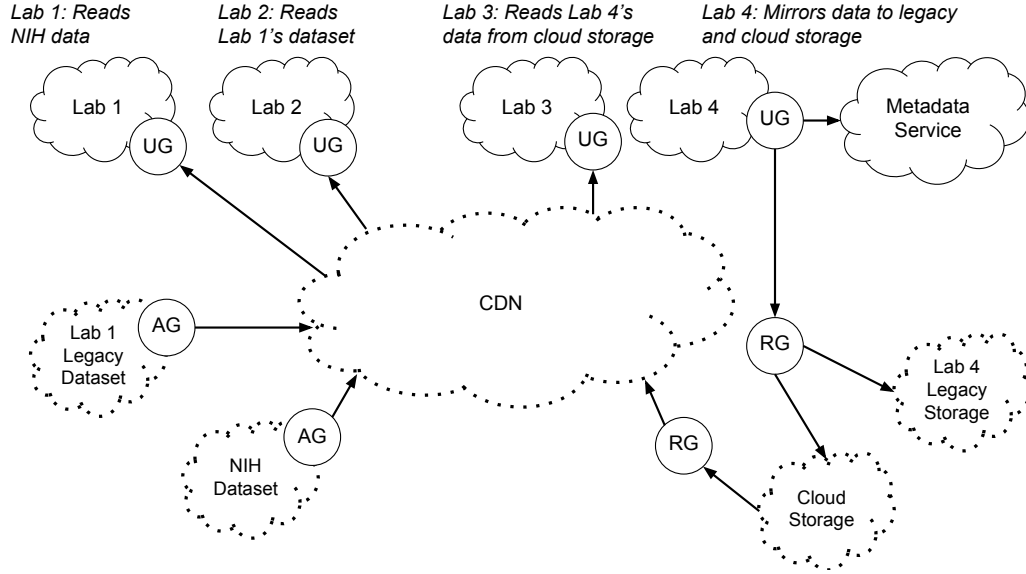 Lab 1: Reads
NIH data
Lab 2: Reads
Lab 1's dataset
Lab 3: Reads Lab 4's
data from cloud storage
Lab 4: Mirrors data to legacy
and cloud storage
Lab 1
UG
Lab 2
UG
Lab 3
UG
Lab 4
UG
Metadata
Service
CDN
AG
Lab 1
Legacy
Dataset
RG
Lab 4
Legacy
Storage
AG
NIH
Dataset
RG
Cloud
Storage